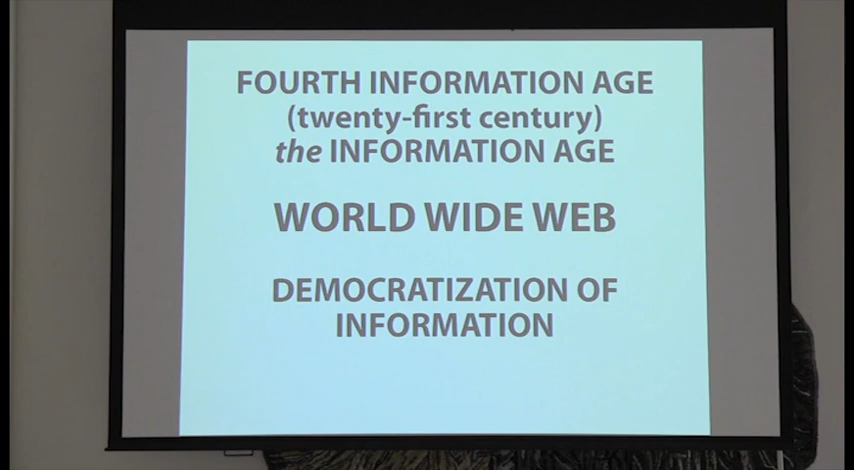 FOURTH INFORMATION AGE
(twenty-first century)
the INFORMATION AGE
WORLD WIDE WEB
DEMOCRATIZATION OF
INFORMATION